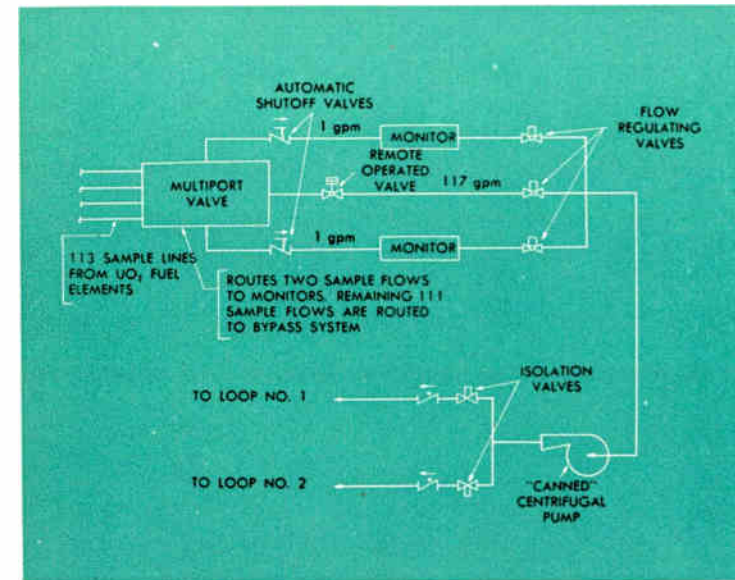 AUTOMATIC
SHUTOFF VALVES
1 gpm
MONITOR
FLOW
REGULATING
VALVES
REMOTE
OPERATED
VALVE
MULTIPORT
VALVE
117 gpm
1 gpm
MONITOR
113 SAMPLE LINES
FROM UO₂ FUEL
ELEMENTS
ROUTES TWO SAMPLE FLOWS
TO MONITORS. REMAINING 111
SAMPLE FLOWS ARE ROUTED
TO BYPASS SYSTEM
ISOLATION
VALVES
TO LOOP NO. 1
TO LOOP NO. 2
"CANNED"
CENTRIFUGAL
PUMP